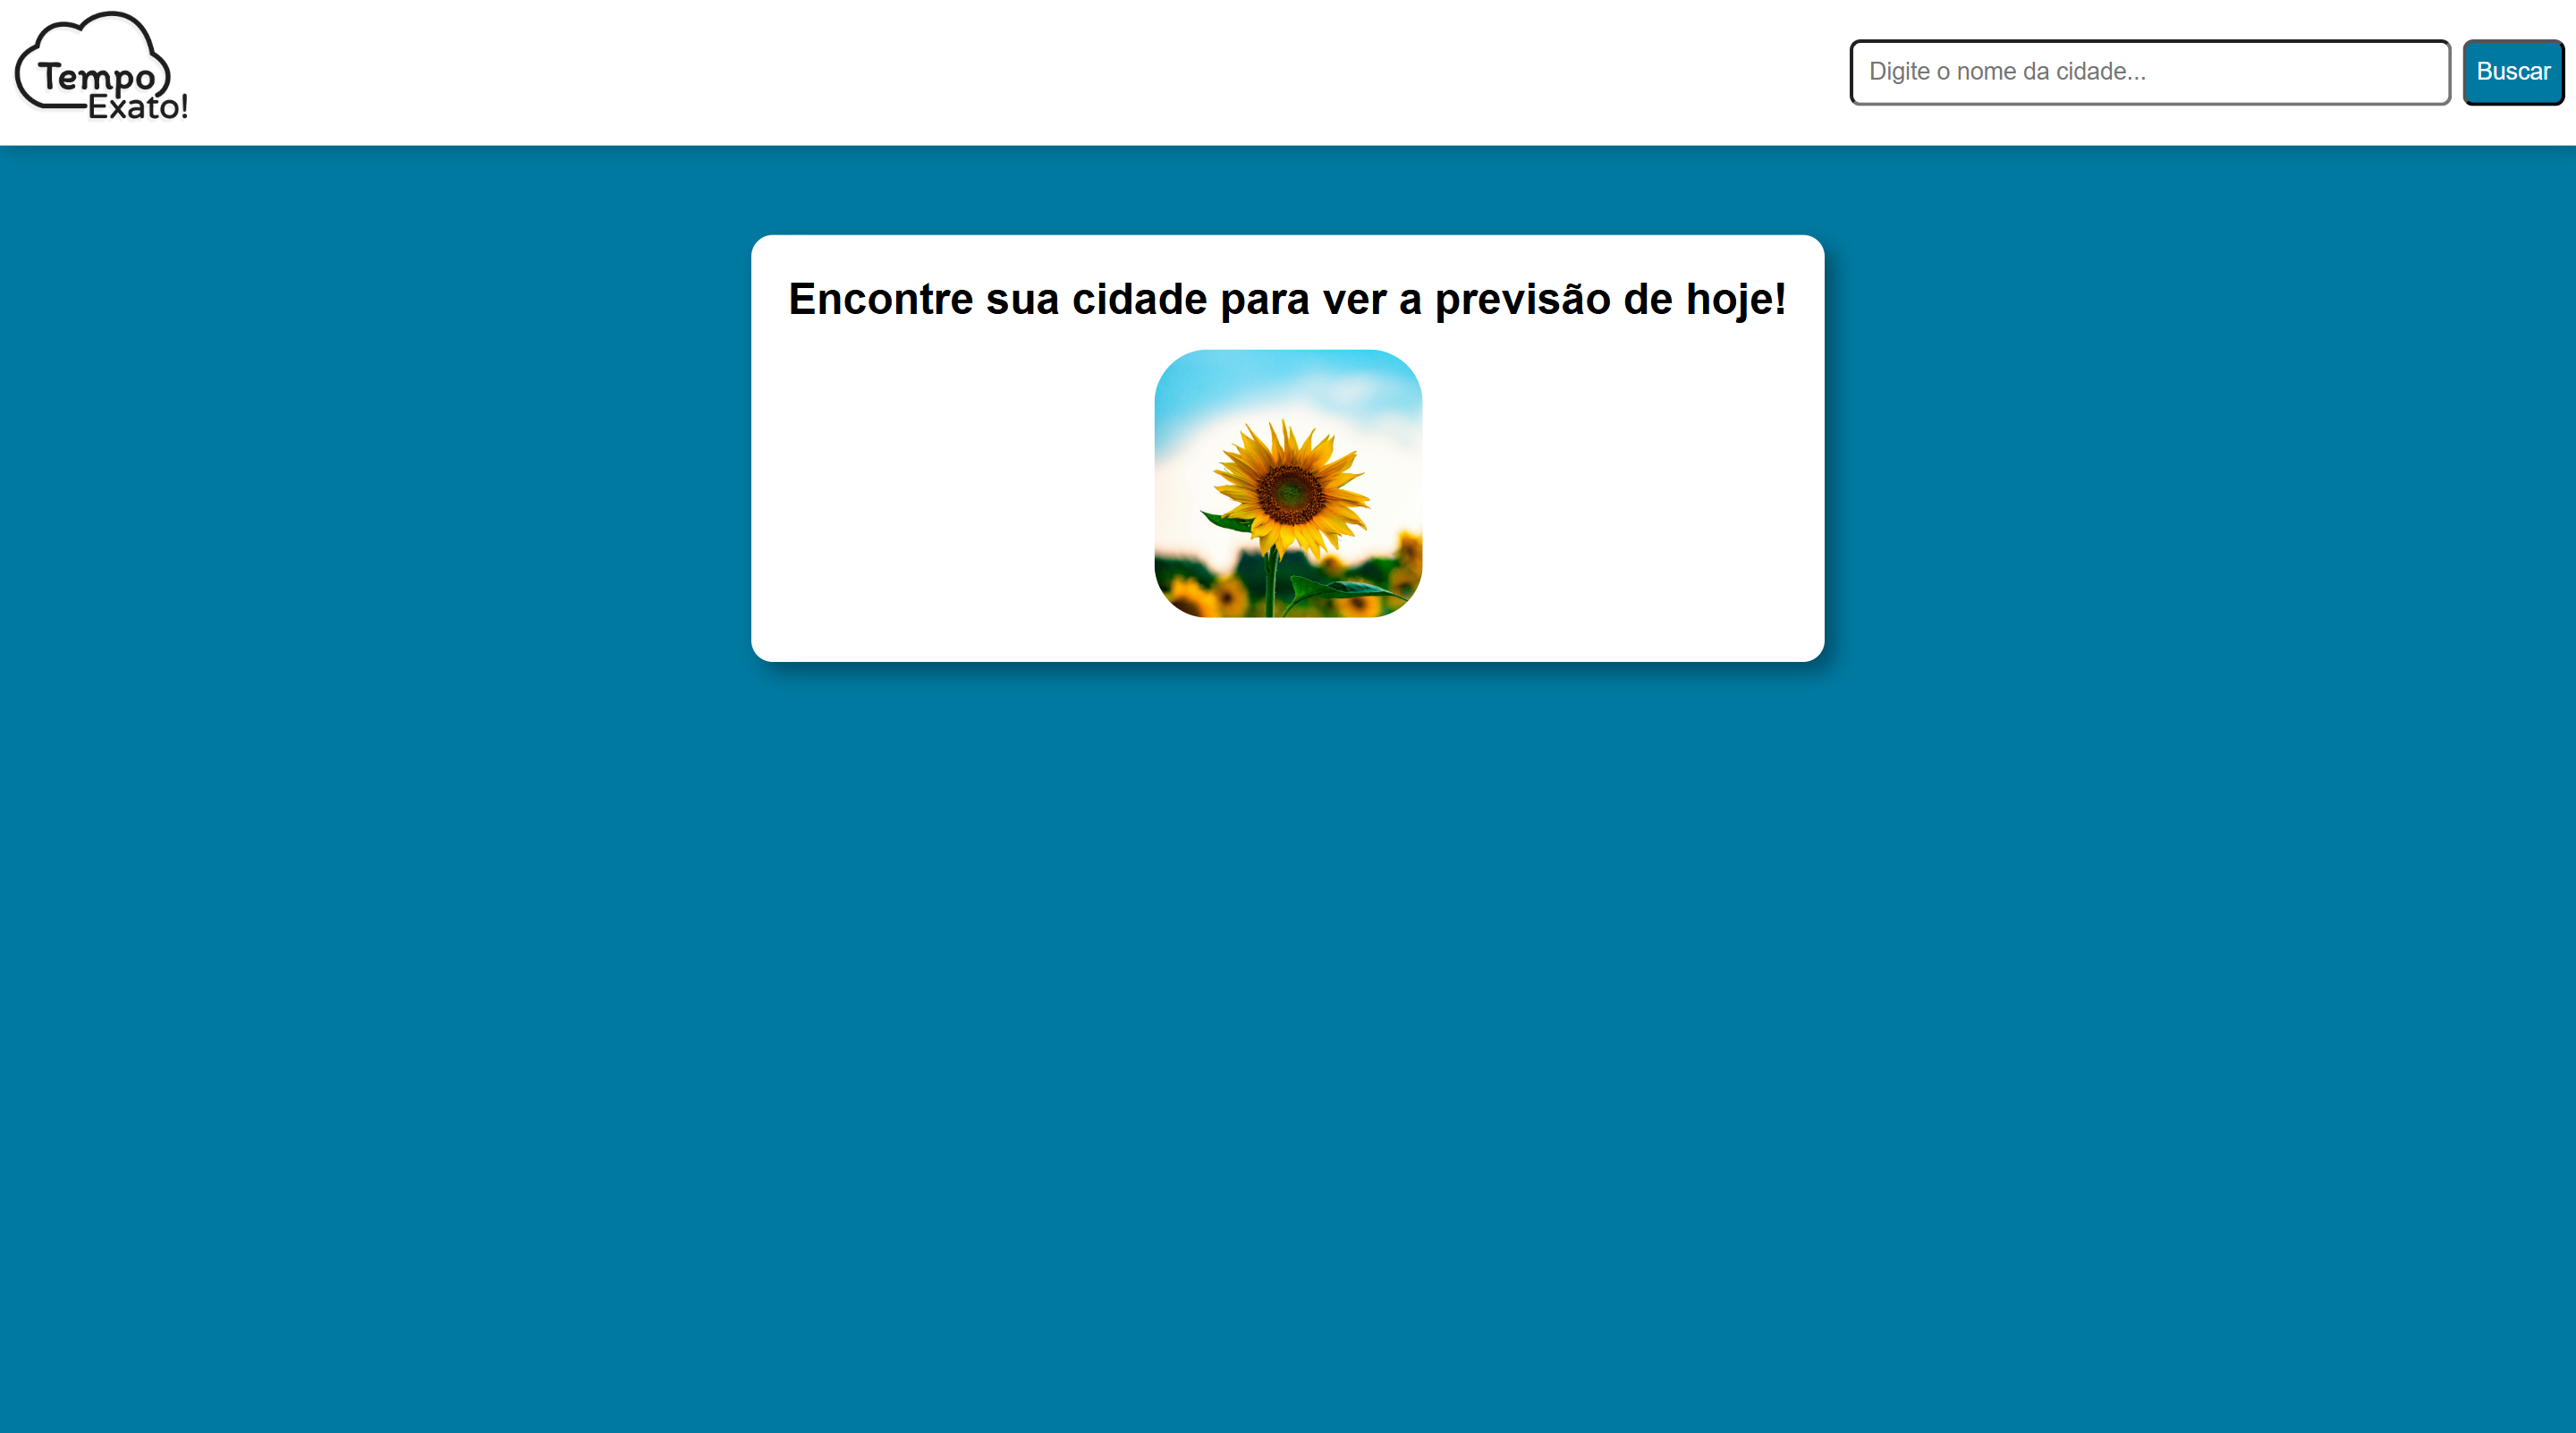 Tempo
Exato!
Digite o nome da cidade...
Buscar
Encontre sua cidade para ver a previsão de hoje!